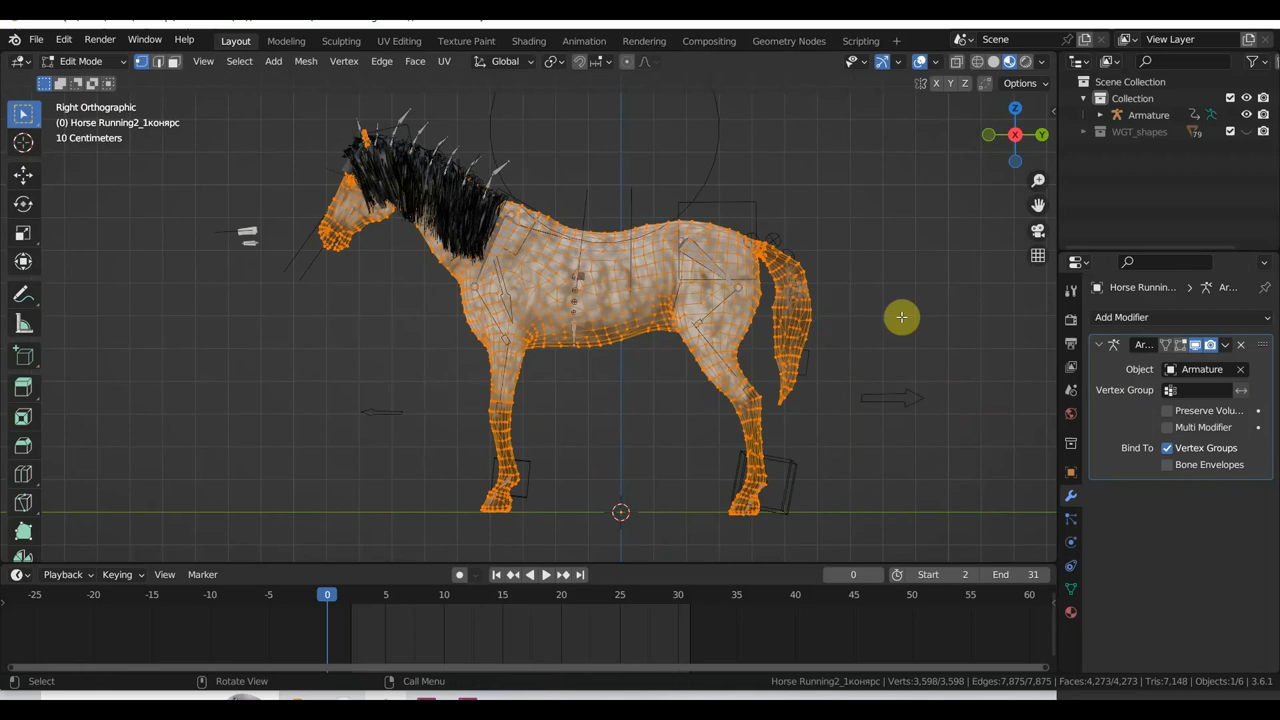 File Edit Render Window Help Layout Modeling Sculpting UV Editing Texture Paint Shading Animation Rendering Compositing Geometry Nodes Scripting + Scene View Layer
Edit Mode View Select Add Mesh Vertex Edge Face UV Global
X Y Z Options
Right Orthographic
(0) Horse Running2_1конярс
10 Centimeters
Z
Y
X
Scene Collection
Collection
Armature
WGT_shapes 79
Horse Runnin... Ar...
Add Modifier
Ar...
Object Armature
Vertex Group
Preserve Volu...
Multi Modifier
Bind To Vertex Groups
Bone Envelopes
Playback Keying View Marker 0 Start 2 End 31
-25 -20 -15 -10 -5 0 5 10 15 20 25 30 35 40 45 50 55 60
Select Rotate View Call Menu Horse Running2_1конярс | Verts:3,598/3,598 | Edges:7,875/7,875 | Faces:4,273/4,273 | Tris:7,148 | Objects:1/6 | 3.6.1